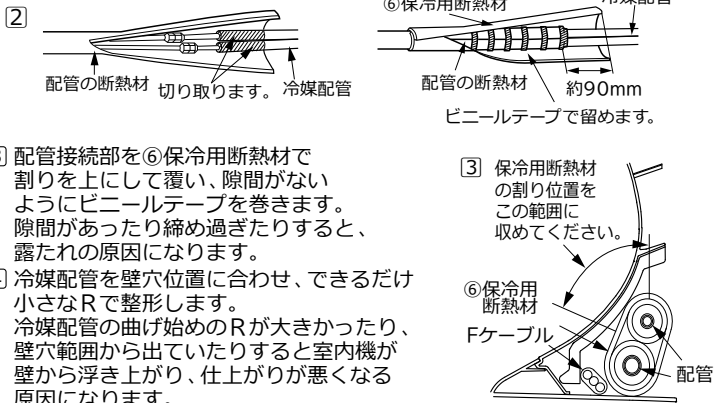 2
配管の断熱材
切り取ります。
冷媒配管
⑥保冷用断熱材
冷媒配管
配管の断熱材
約90mm
ビニールテープで留めます。
3 配管接続部を⑥保冷用断熱材で
割りを上にして覆い、隙間がない
ようにビニールテープを巻きます。
隙間があったり締め過ぎたりすると、
露たれの原因になります。
4 冷媒配管を壁穴位置に合わせ、できるだけ
小さなRで整形します。
冷媒配管の曲げ始めのRが大きかったり、
壁穴範囲から出ていたりすると室内機が
壁から浮き上がり、仕上がりが悪くなる
原因になります。
3 保冷用断熱材
の割り位置を
この範囲に
収めてください。
⑥保冷用
断熱材
Fケーブル
配管